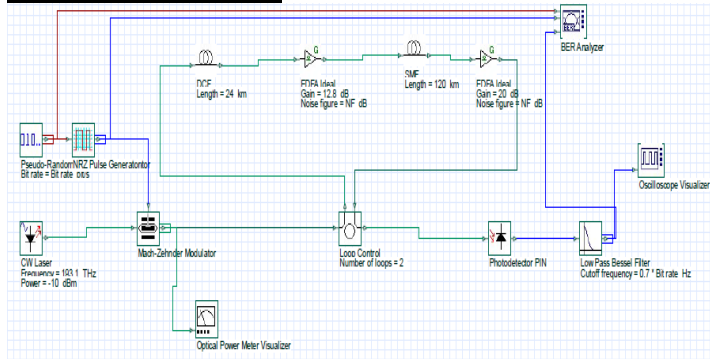 BER Analyzer
DCF
Length = 24 km
G
EDFA Ideal
Gain = 12.8 dB
Noise figure = NF dB
SMF
Length = 120 km
G
EDFA Ideal
Gain = 20 dB
Noise figure = NF dB
Pseudo-Random
Bit rate = Bit rate
NRZ Pulse Generator
Oscilloscope Visualizer
CW Laser
Frequency = 193.1 THz
Power = -10 dBm
Mach-Zehnder Modulator
Loop Control
Number of loops = 2
Photodetector PIN
Low Pass Bessel Filter
Cutoff frequency = 0.7 * Bit rate Hz
Optical Power Meter Visualizer